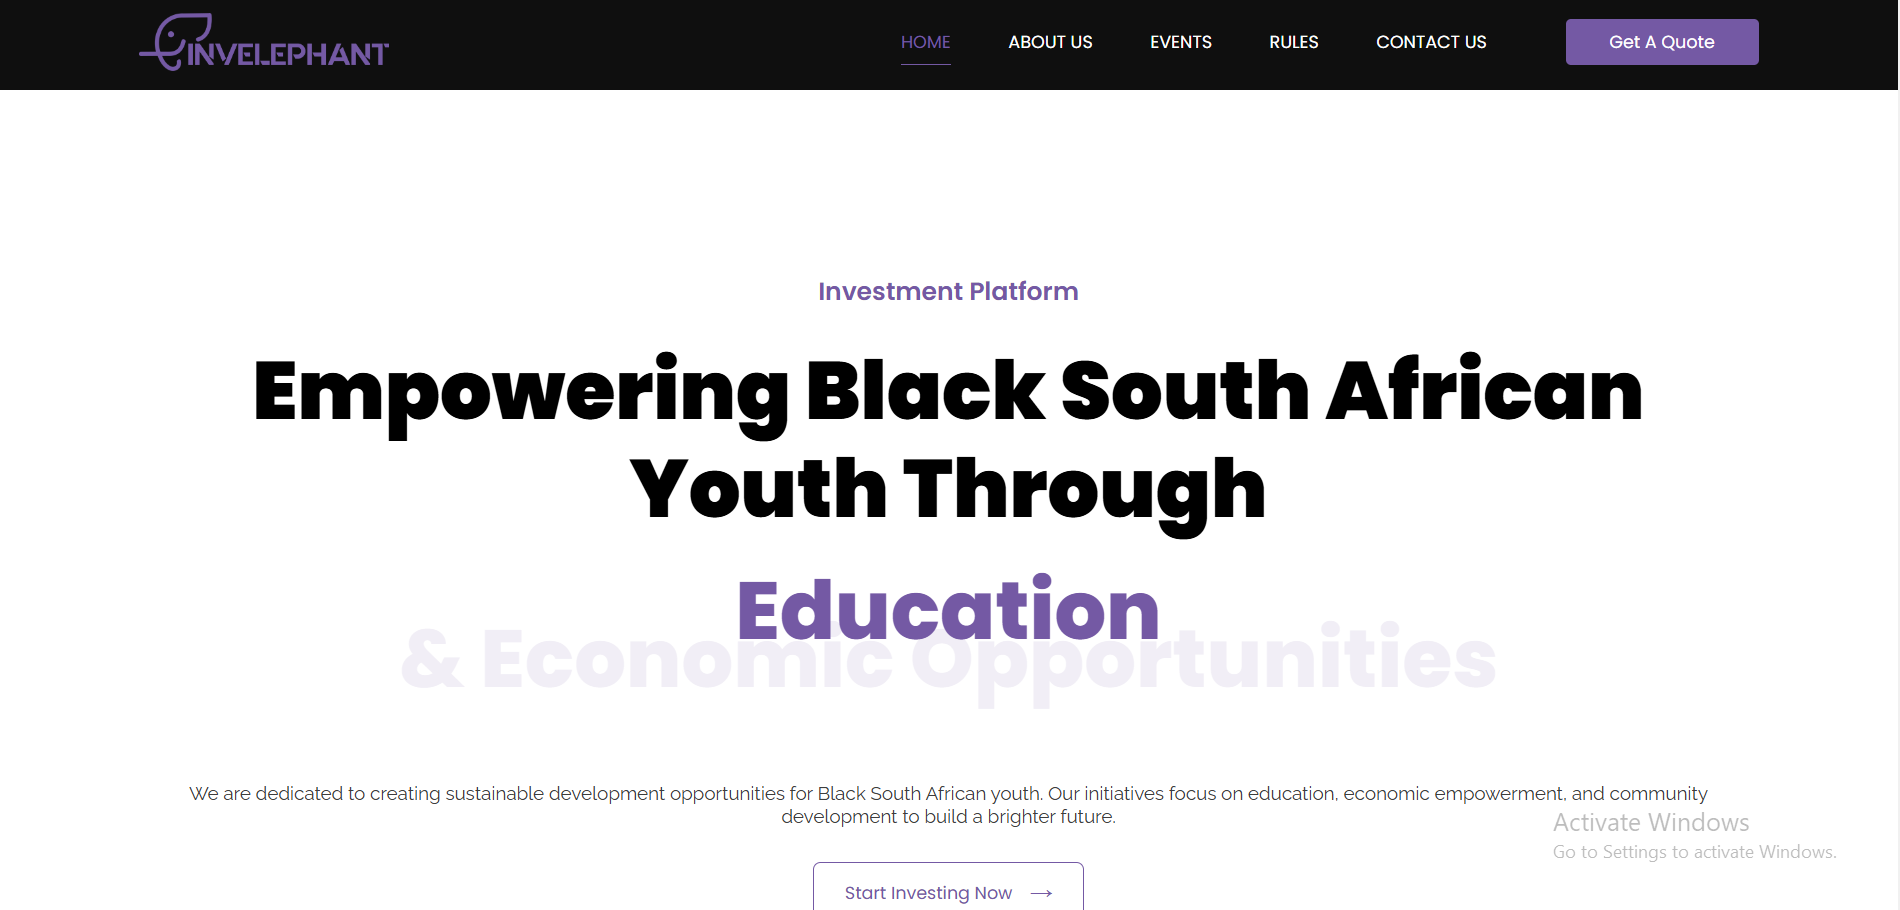 INVELEPHANT
HOME ABOUT US EVENTS RULES CONTACT US Get A Quote
Investment Platform
Empowering Black South African
Youth Through
Education
& Economic Opportunities
We are dedicated to creating sustainable development opportunities for Black South African youth. Our initiatives focus on education, economic empowerment, and community
development to build a brighter future.
Activate Windows
Go to Settings to activate Windows.
Start Investing Now →